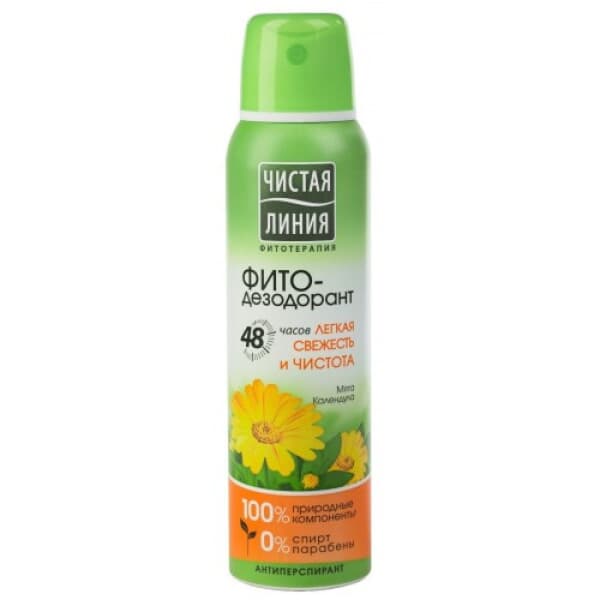 ЧИСТАЯ
ЛИНИЯ
ФИТОТЕРАПИЯ
ФИТО-
дезодорант
48 часов ЛЕГКАЯ
СВЕЖЕСТЬ
и ЧИСТОТА
Мята
Календула
100% природные
компоненты*
0% спирт
парабены
АНТИПЕРСПИРАНТ